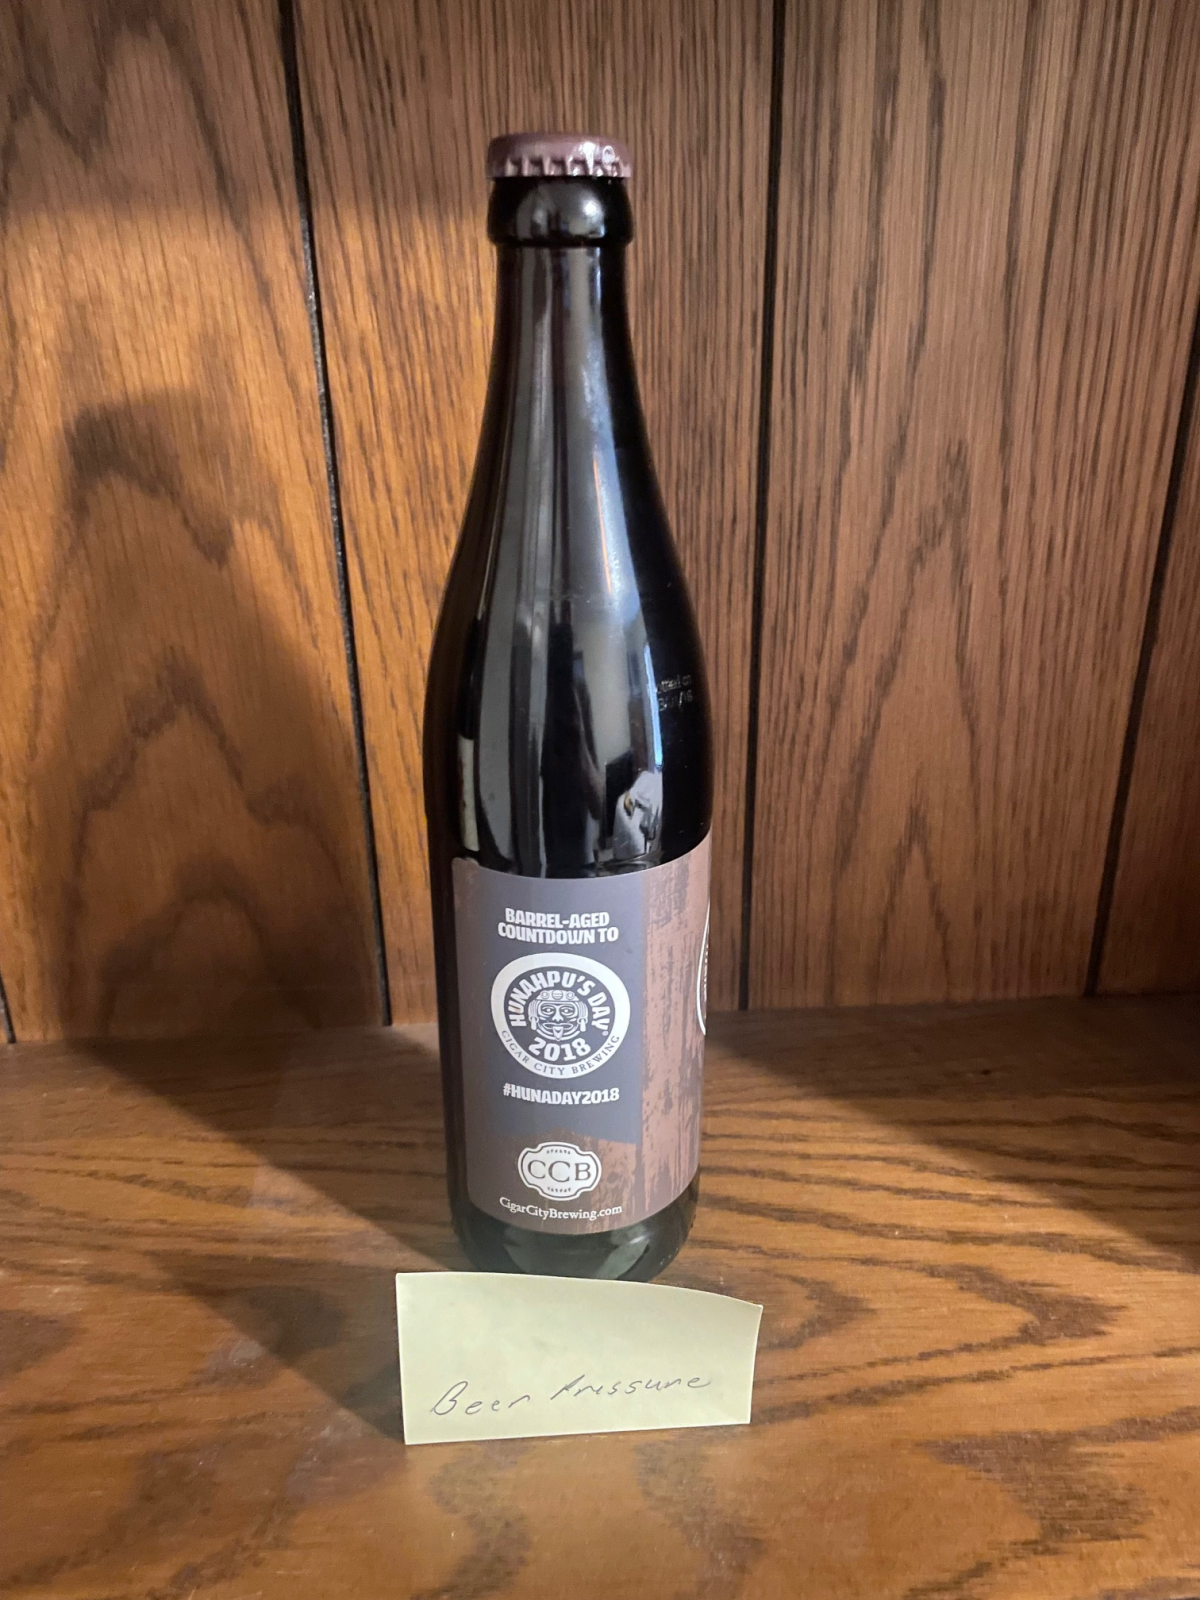 BARREL-AGED
COUNTDOWN TO
HUNAHPU'S DAY
2018
CIGAR CITY BREWING
#HUNADAY2018
CCB
CigarCityBrewing.com
Beer Pressure